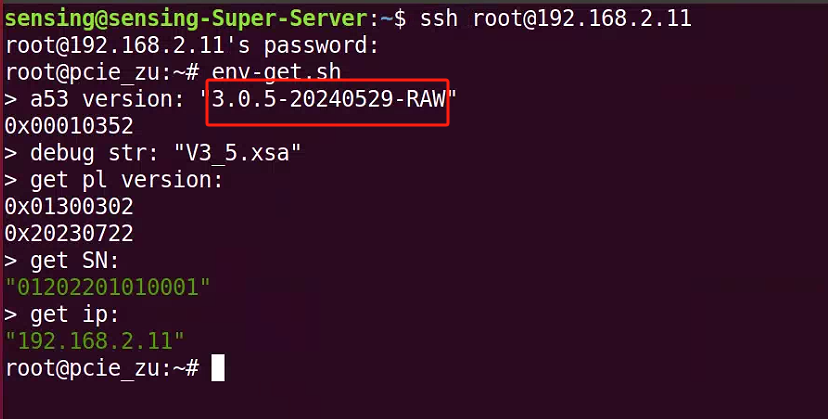 sensing@sensing-Super-Server:~$ ssh root@192.168.2.11
root@192.168.2.11's password:
root@pcie_zu:~# env-get.sh
> a53 version: "3.0.5-20240529-RAW"
0x00010352
> debug str: "V3_5.xsa"
> get pl version:
0x01300302
0x20230722
> get SN:
"01202201010001"
> get ip:
"192.168.2.11"
root@pcie_zu:~#